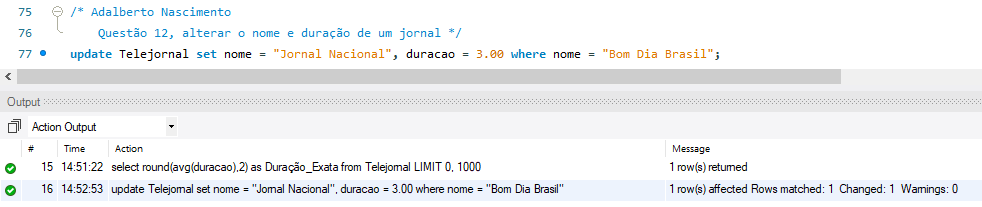 75 /* Adalberto Nascimento
76 Questão 12, alterar o nome e duração de um jornal */
77 update Telejornal set nome = "Jornal Nacional", duracao = 3.00 where nome = "Bom Dia Brasil";
Output
Action Output
# Time Action Message
15 14:51:22 select round(avg(duracao),2) as Duração_Exata from Telejornal LIMIT 0, 1000 1 row(s) returned
16 14:52:53 update Telejornal set nome = "Jornal Nacional", duracao = 3.00 where nome = "Bom Dia Brasil" 1 row(s) affected Rows matched: 1 Changed: 1 Warnings: 0